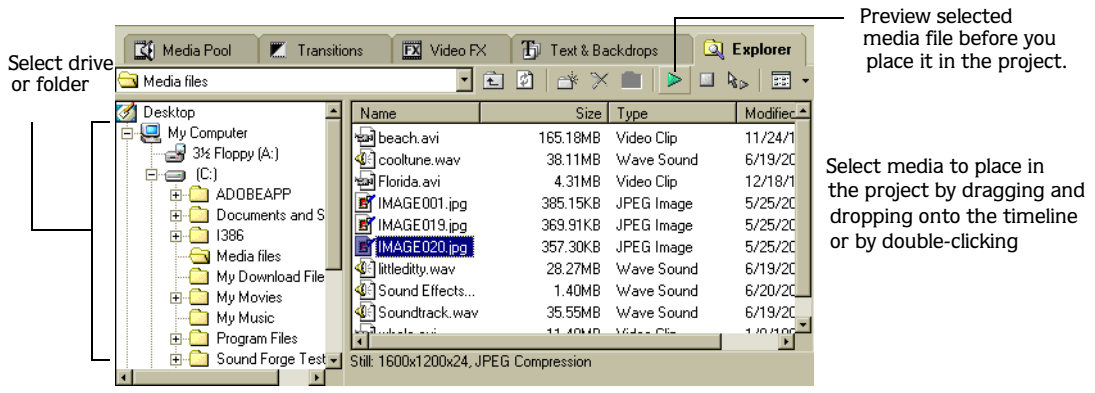 Preview selected
media file before you
place it in the project.
Select drive
or folder
Media Pool Transitions Video FX Text & Backdrops Explorer
Media files
Desktop
My Computer
3½ Floppy (A:)
(C:)
ADOBEAPP
Documents and S
I386
Media files
My Download File
My Movies
My Music
Program Files
Sound Forge Test
Name Size Type Modified
beach.avi 165.18MB Video Clip 11/24/1
cooltune.wav 38.11MB Wave Sound 6/19/20
Florida.avi 4.31MB Video Clip 12/18/1
IMAGE001.jpg 385.15KB JPEG Image 5/25/20
IMAGE019.jpg 369.91KB JPEG Image 5/25/20
IMAGE020.jpg 357.30KB JPEG Image 5/25/20
littleditty.wav 28.27MB Wave Sound 6/19/20
Sound Effects... 1.40MB Wave Sound 6/20/20
Soundtrack.wav 35.55MB Wave Sound 6/19/20
Still: 1600x1200x24, JPEG Compression
Select media to place in
the project by dragging and
dropping onto the timeline
or by double-clicking